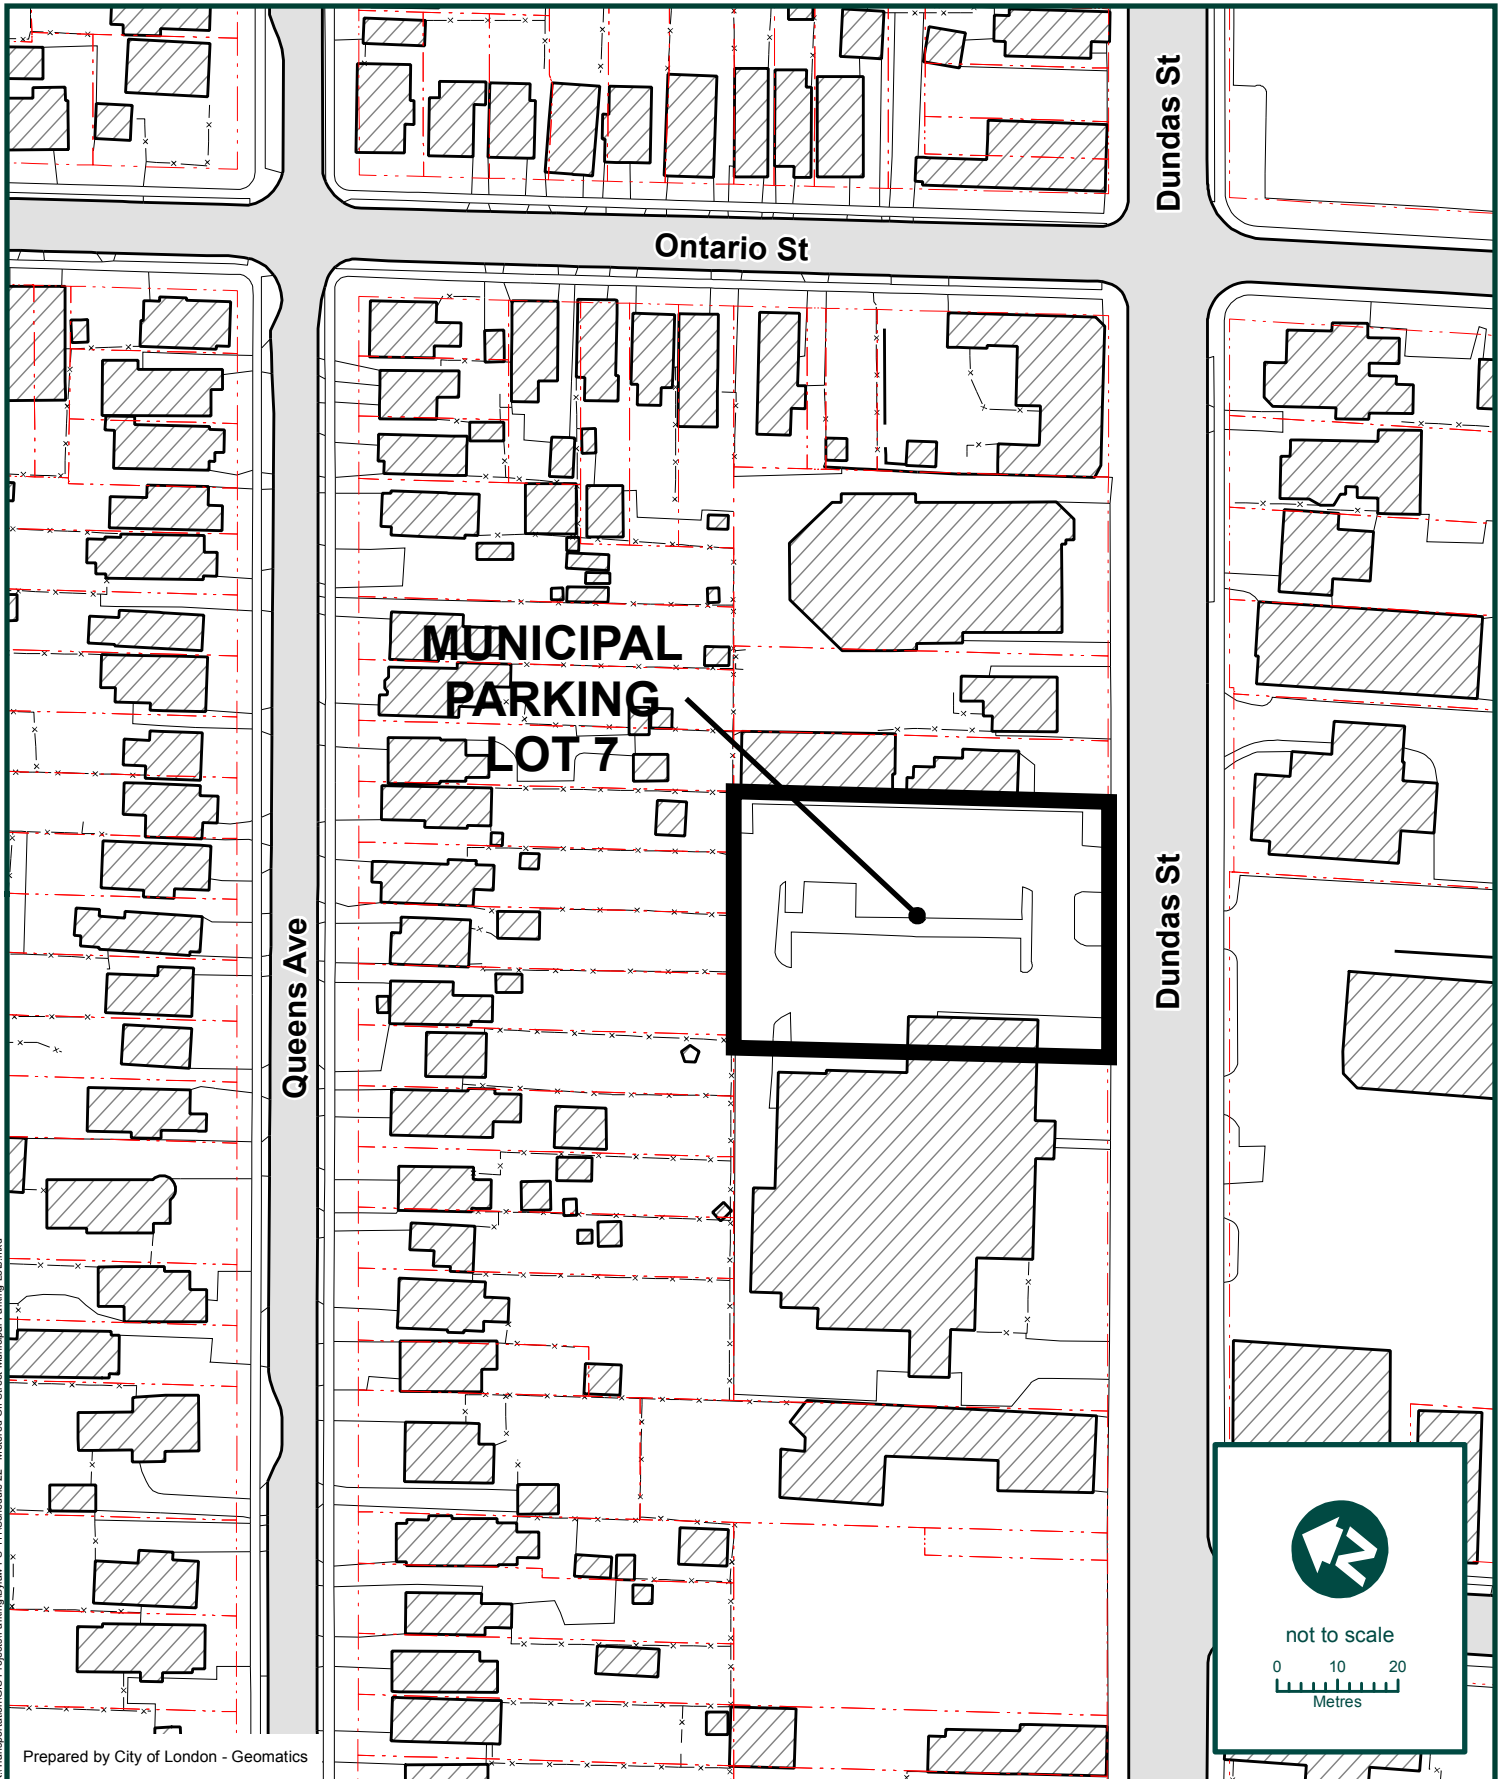 Dundas St
Ontario St
MUNICIPAL
PARKING
LOT 7
Queens Ave
Dundas St
N
not to scale
0 10 20
Metres
Prepared by City of London - Geomatics